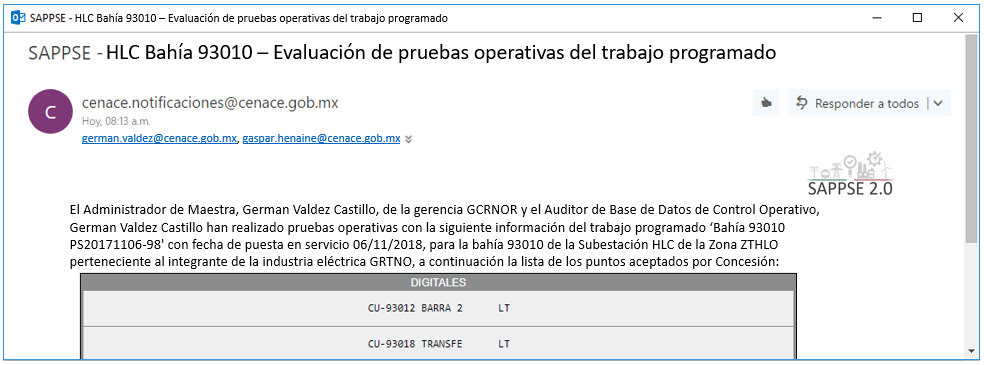 SAPPSE - HLC Bahía 93010 – Evaluación de pruebas operativas del trabajo programado
SAPPSE - HLC Bahía 93010 – Evaluación de pruebas operativas del trabajo programado
C
cenace.notificaciones@cenace.gob.mx
Hoy, 08:13 a.m.
german.valdez@cenace.gob.mx, gaspar.henaine@cenace.gob.mx
Responder a todos
SAPPSE 2.0
El Administrador de Maestra, German Valdez Castillo, de la gerencia GCRNOR y el Auditor de Base de Datos de Control Operativo,
German Valdez Castillo han realizado pruebas operativas con la siguiente información del trabajo programado ‘Bahía 93010
PS20171106-98' con fecha de puesta en servicio 06/11/2018, para la bahía 93010 de la Subestación HLC de la Zona ZTHLO
perteneciente al integrante de la industria eléctrica GRTNO, a continuación la lista de los puntos aceptados por Concesión:
DIGITALES
CU-93012 BARRA 2 LT
CU-93018 TRANSFE LT